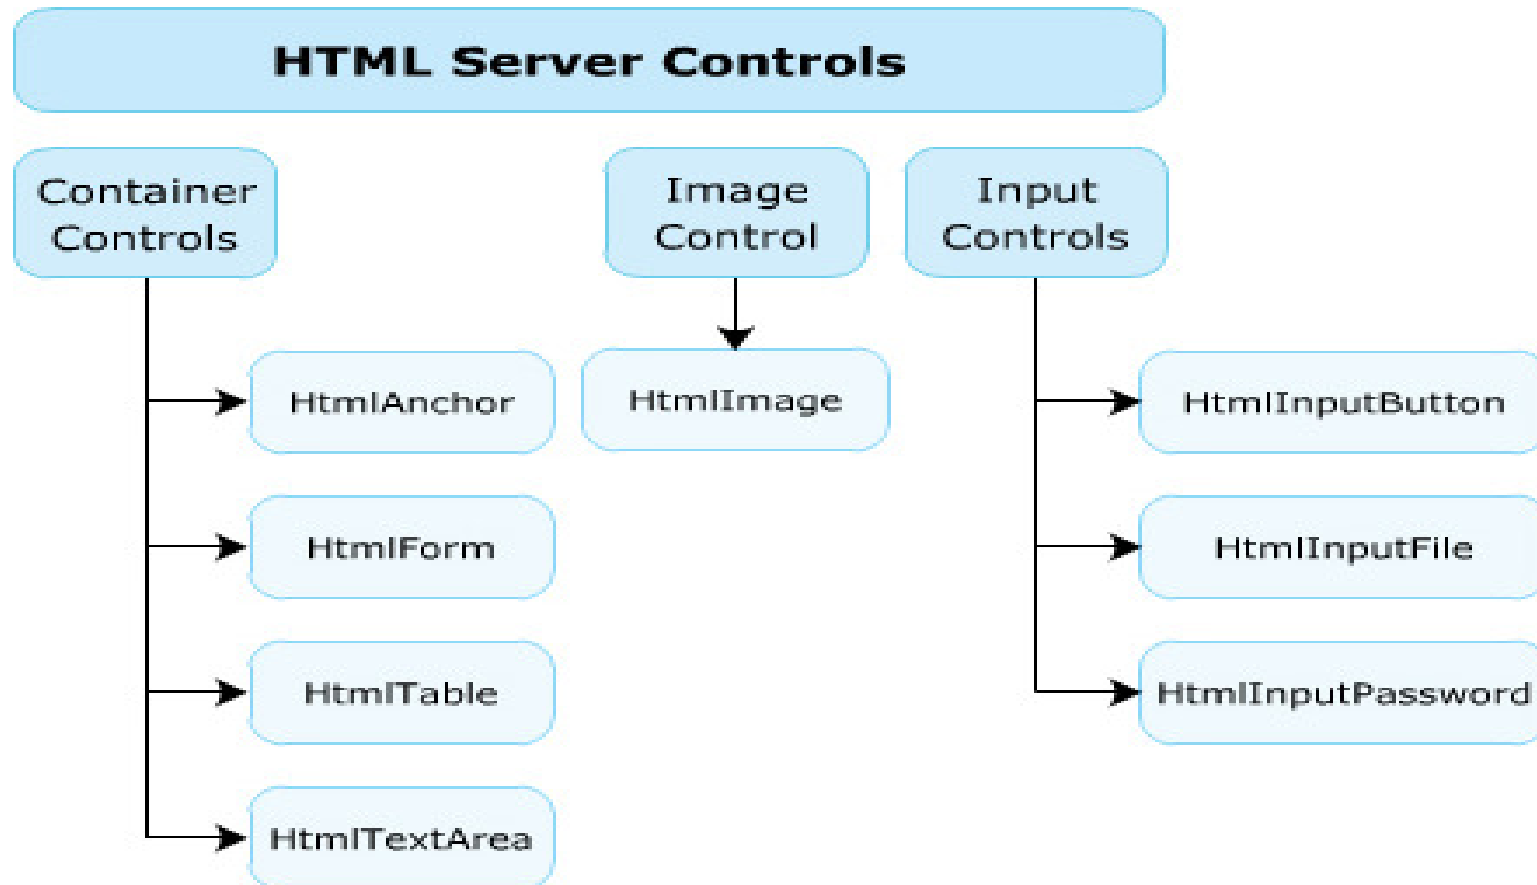 HTML Server Controls
Container
Controls
Image
Control
Input
Controls
HtmlAnchor
HtmlImage
HtmlInputButton
HtmlForm
HtmlInputFile
HtmlTable
HtmlInputPassword
HtmlTextArea